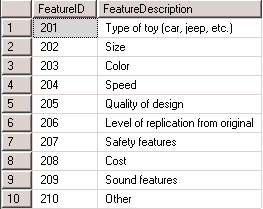 FeatureID FeatureDescription
1 201 Type of toy (car, jeep, etc.)
2 202 Size
3 203 Color
4 204 Speed
5 205 Quality of design
6 206 Level of replication from original
7 207 Safety features
8 208 Cost
9 209 Sound features
10 210 Other